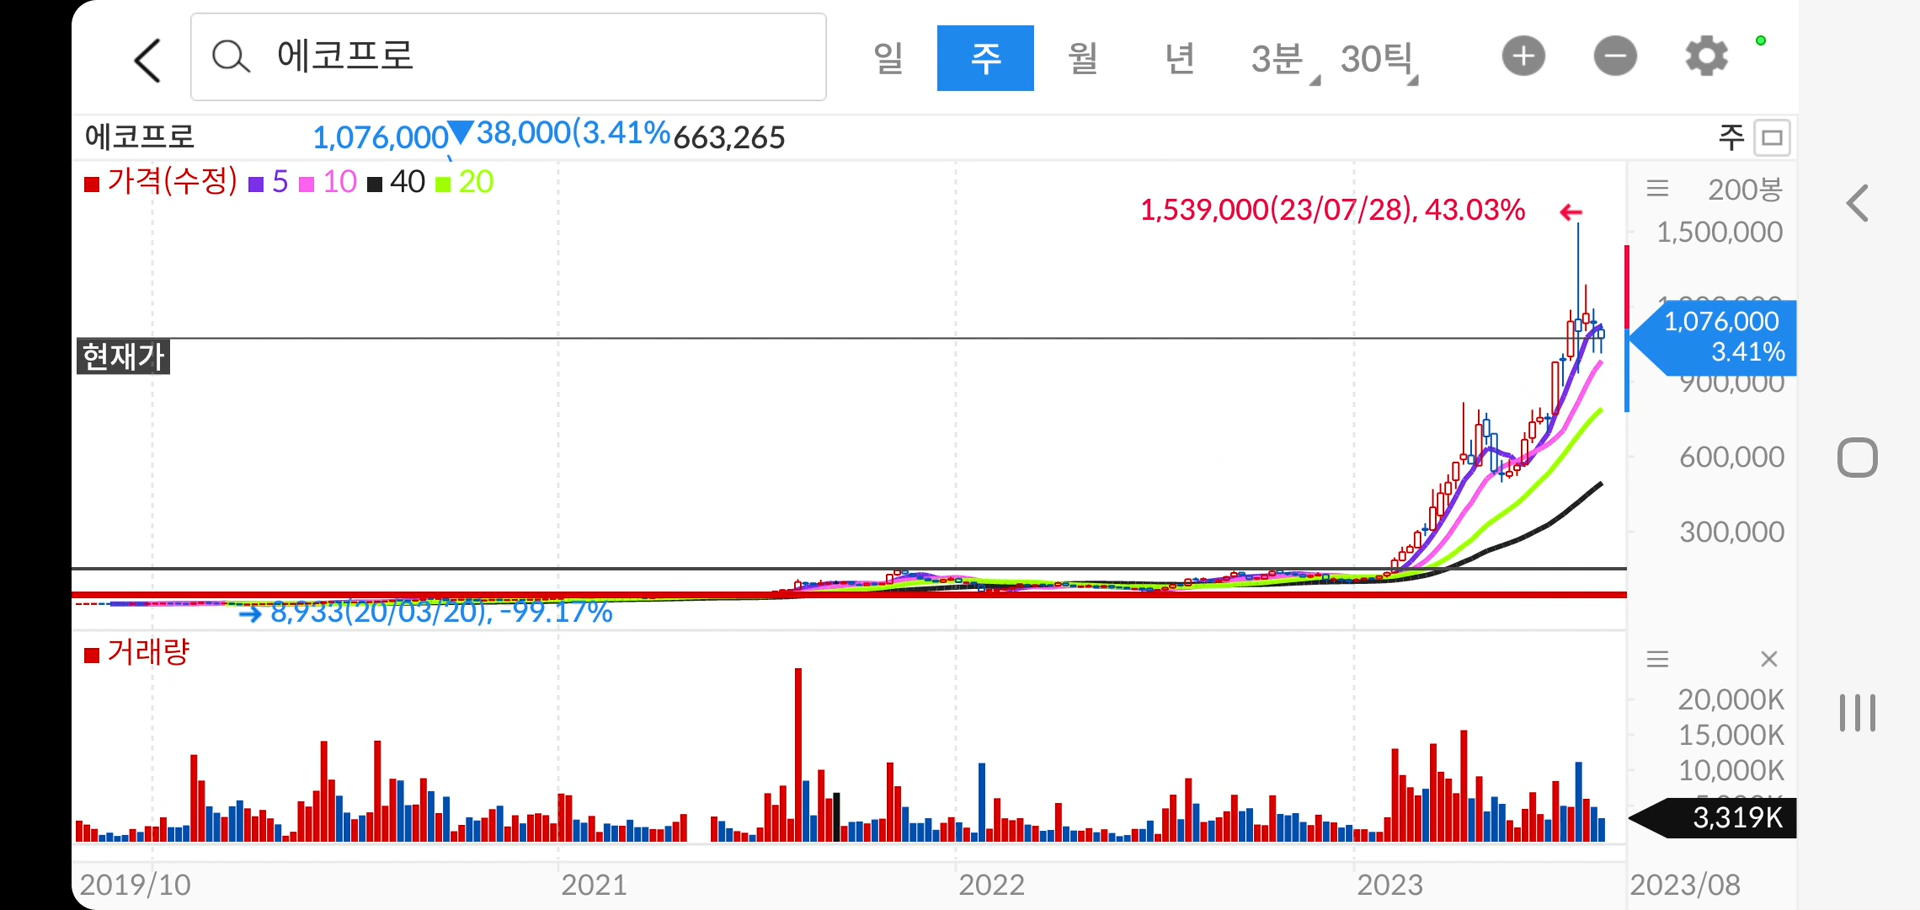 에코프로
일 주 월 년 3분 30틱
에코프로 1,076,000▼38,000(3.41% 663,265 주
가격(수정) 5 10 40 20
200봉
1,539,000(23/07/28), 43.03%
1,500,000
1,076,000
3.41%
현재가
900,000
600,000
300,000
8,933(20/03/20), -99.17%
거래량
20,000K
15,000K
10,000K
3,319K
2019/10 2021 2022 2023 2023/08